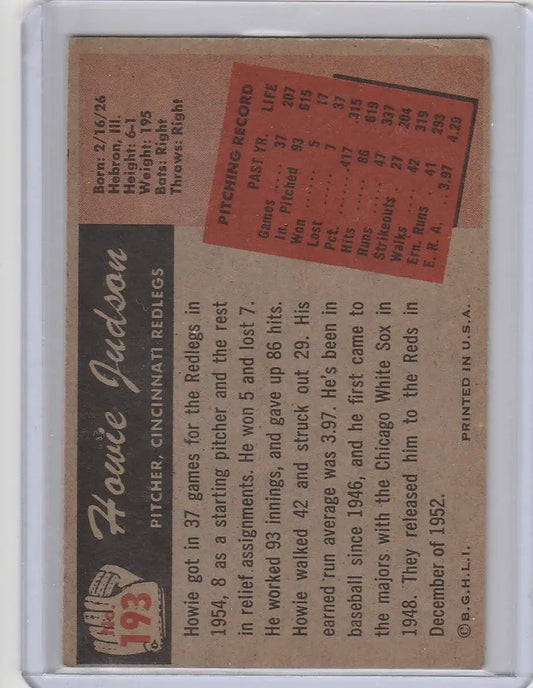 No.
193
Howie Judson
PITCHER, CINCINNATI REDLEGS
Born: 2/16/26
Hebron, Ill.
Height: 6-1
Weight: 195
Bats: Right
Throws: Right
PITCHING RECORD
PAST YR. LIFE
Games 37 207
In. Pitched 93 615
Won 5 17
Lost 7 37
Pct. .417 .315
Hits 86 619
Runs 47 337
Strikeouts 27 204
Walks 42 319
Ern. Runs 41 293
E. R. A. 3.97 4.29
Howie got in 37 games for the Redlegs in
1954, 8 as a starting pitcher and the rest
in relief assignments. He won 5 and lost 7.
He worked 93 innings, and gave up 86 hits.
Howie walked 42 and struck out 29. His
earned run average was 3.97. He's been in
baseball since 1946, and he first came to
the majors with the Chicago White Sox in
1948. They released him to the Reds in
December of 1952.
© B.G.H.L.I. PRINTED IN U.S.A.